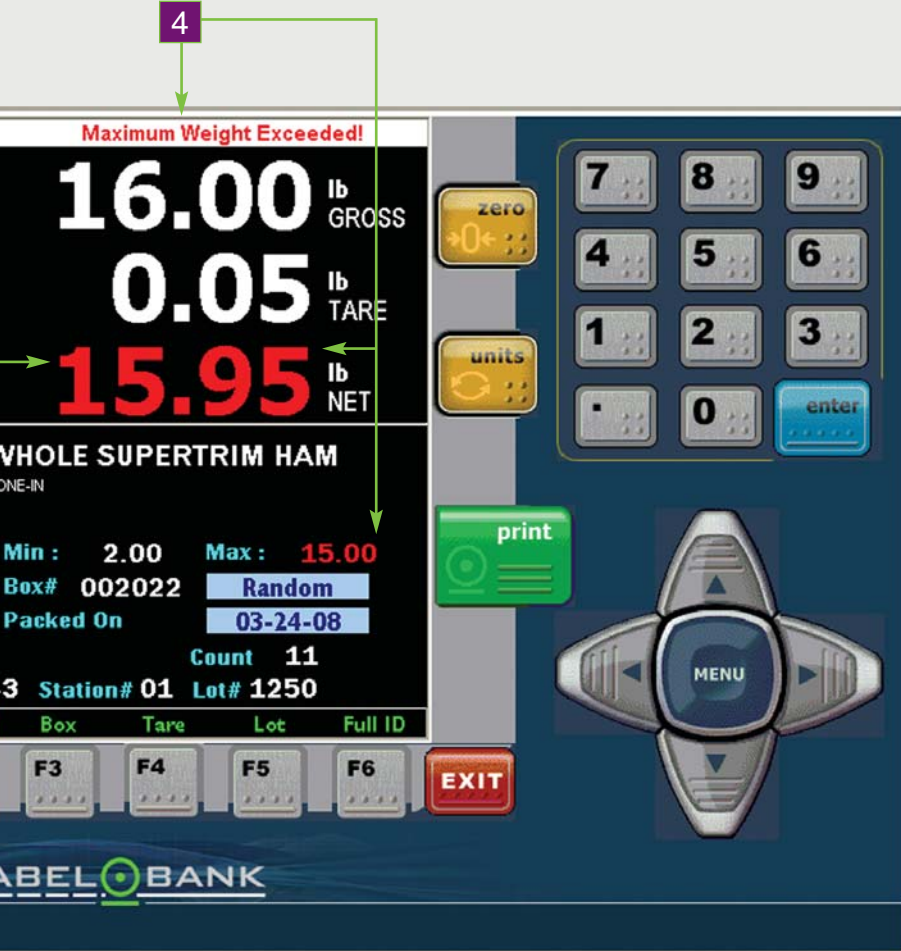 4
Maximum Weight Exceeded!
16.00 lb GROSS
0.05 lb TARE
15.95 lb NET
WHOLE SUPERTRIM HAM
ONE-IN
Min : 2.00 Max : 15.00
Box# 002022 Random
Packed On 03-24-08
Count 11
3 Station# 01 Lot# 1250
Box Tare Lot Full ID
F3 F4 F5 F6 EXIT
zero
→0←
units
print
7 8 9
4 5 6
1 2 3
. 0 enter
MENU
ABEL BANK